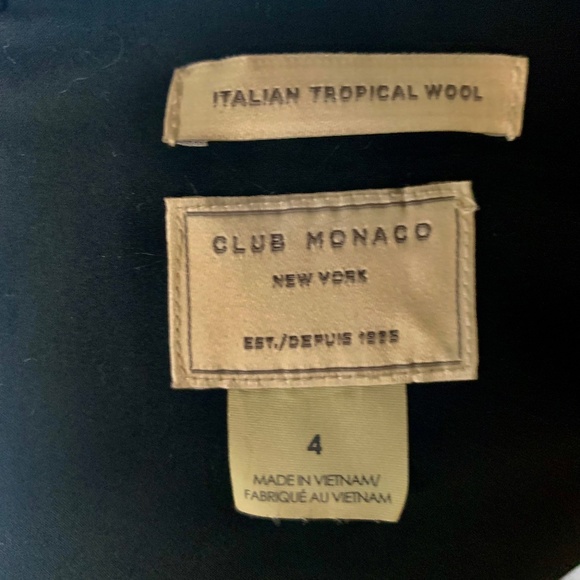 ITALIAN TROPICAL WOOL
CLUB MONACO
NEW YORK
EST./DEPUIS 1985
4
MADE IN VIETNAM/
FABRIQUÉ AU VIETNAM